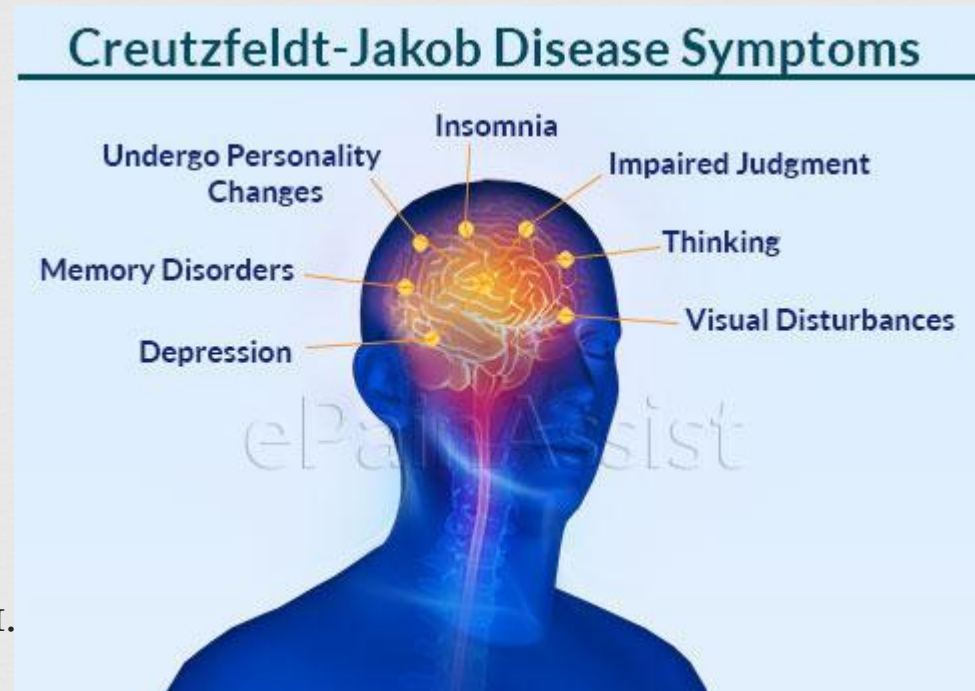 Creutzfeldt-Jakob Disease Symptoms
Insomnia
Undergo Personality
Changes
Impaired Judgment
Thinking
Memory Disorders
Visual Disturbances
Depression
ePainAssist